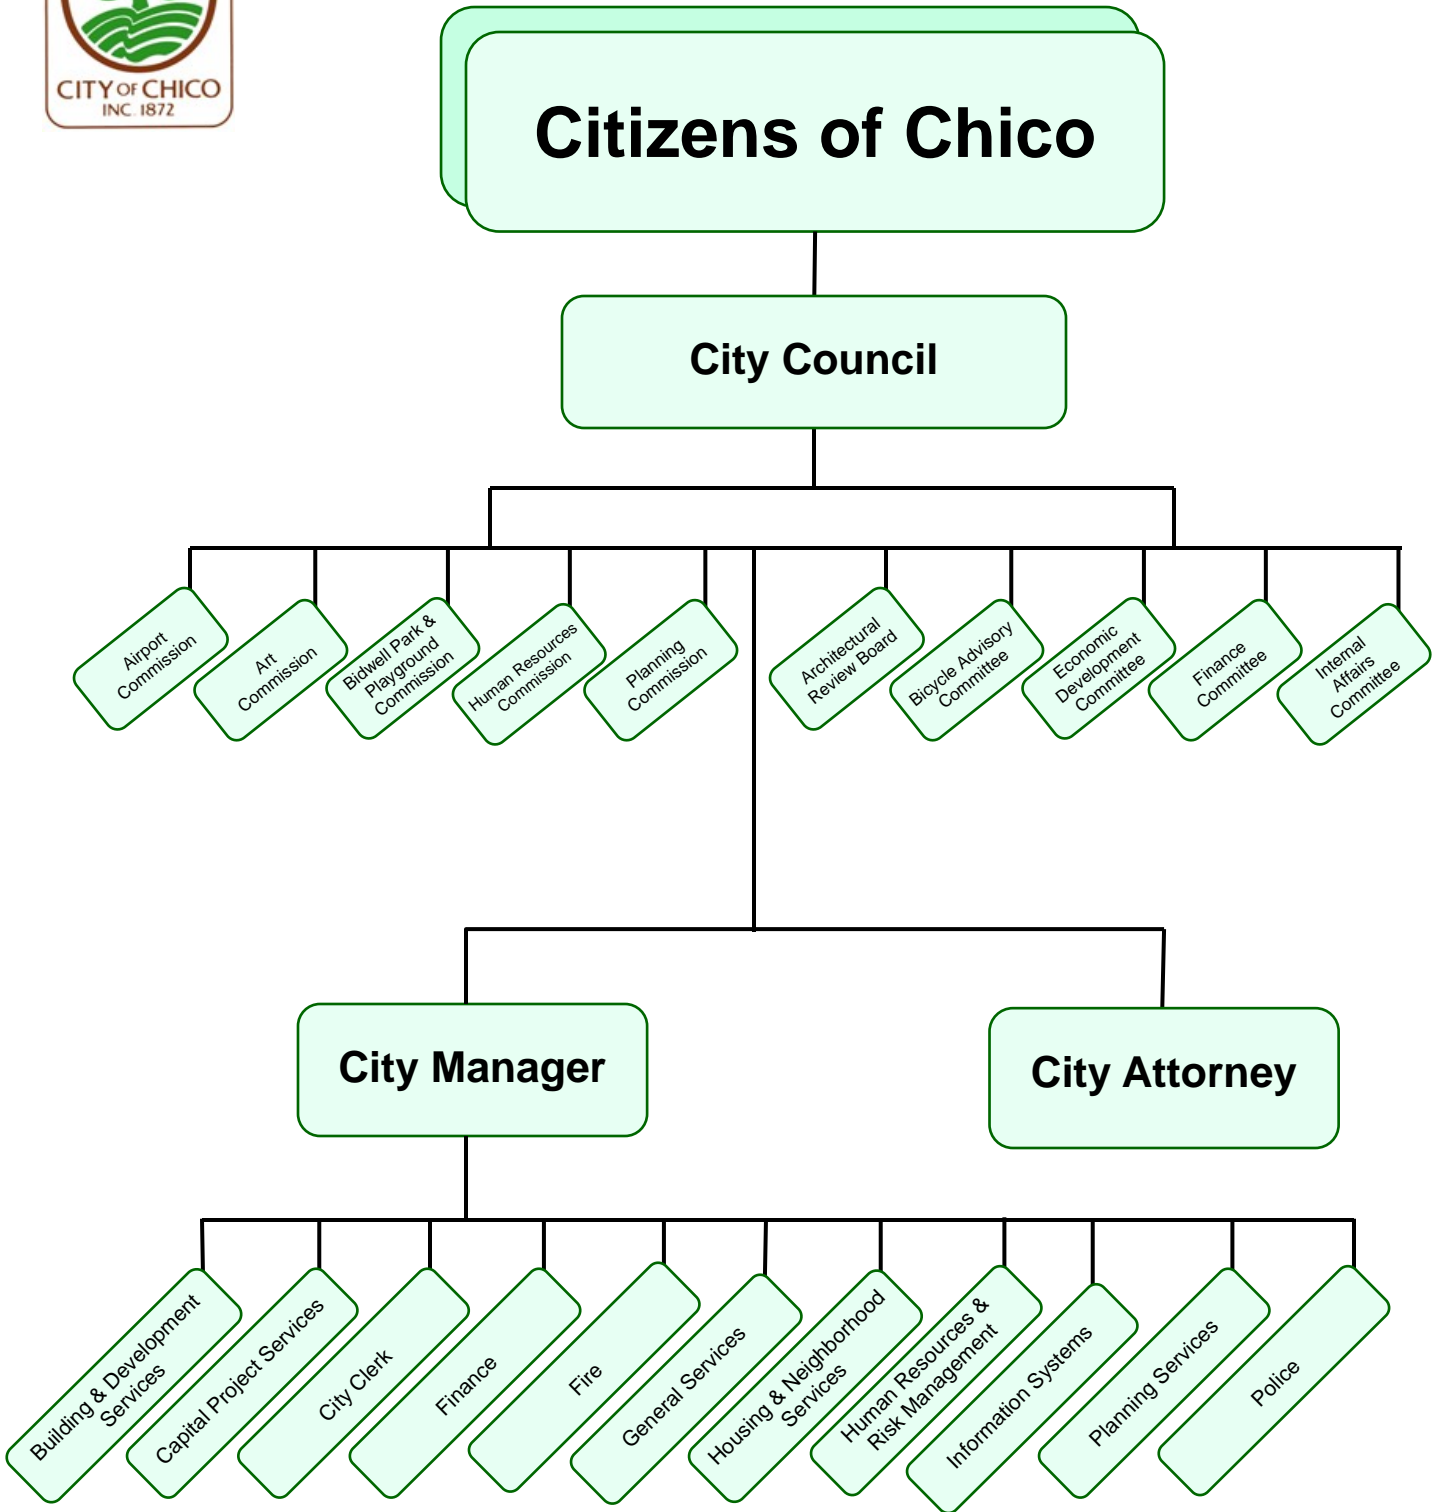 CITY OF CHICO
INC. 1872
Citizens of Chico
City Council
Airport
Commission
Art
Commission
Bidwell Park &
Playground
Commission
Human Resources
Commission
Planning
Commission
Architectural
Review Board
Bicycle Advisory
Committee
Economic
Development
Committee
Finance
Committee
Internal
Affairs
Committee
City Manager
City Attorney
Building & Development
Services
Capital Project Services
City Clerk
Finance
Fire
General Services
Housing & Neighborhood
Services
Human Resources &
Risk Management
Information Systems
Planning Services
Police